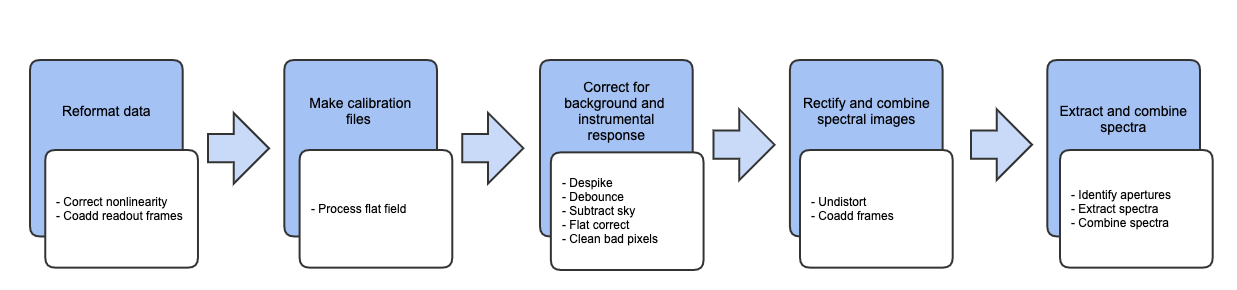 Reformat data
- Correct nonlinearity
- Coadd readout frames
Make calibration
files
- Process flat field
Correct for
background and
instrumental
response
- Despike
- Debounce
- Subtract sky
- Flat correct
- Clean bad pixels
Rectify and combine
spectral images
- Undistort
- Coadd frames
Extract and combine
spectra
- Identify apertures
- Extract spectra
- Combine spectra